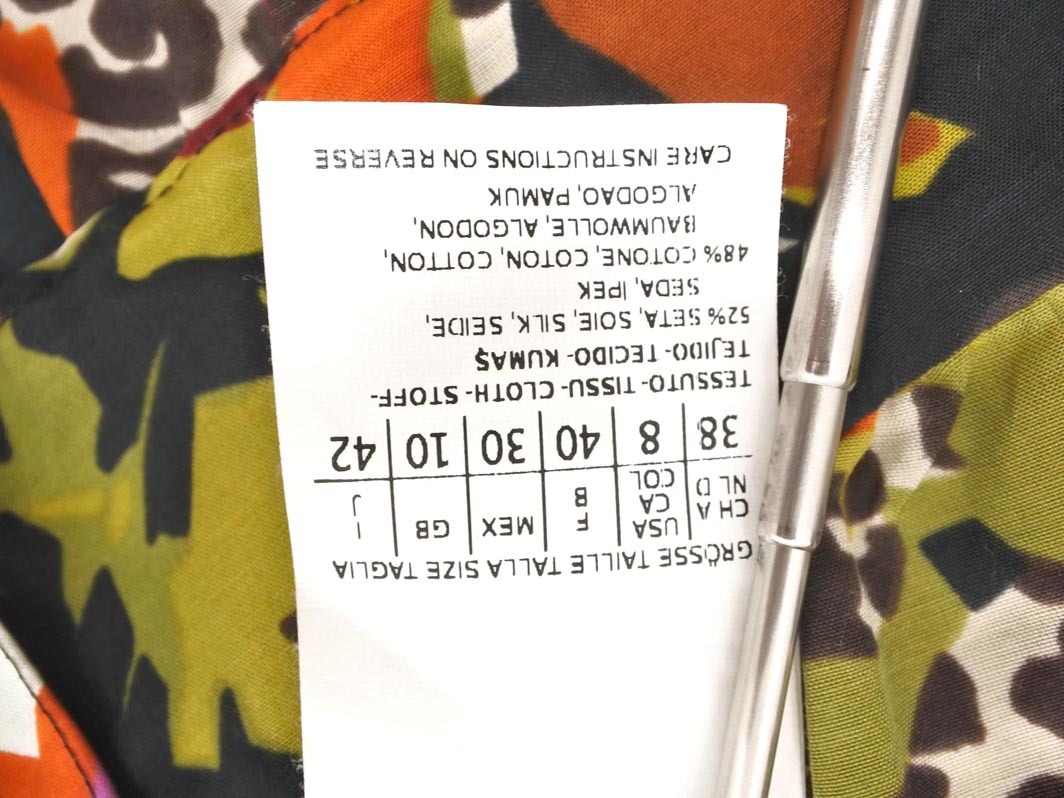 GRÖSSE TAILLE TALLA SIZE TAGLIA
CH A USA F MEX GB I
NL D CA B J
COL
38 8 40 30 10 42
TESSUTO-TISSU-CLOTH-STOFF-
TEJIDO-TECIDO-KUMAŞ
52% SETA, SOIE, SILK, SEIDE,
SEDA, IPEK
48% COTONE, COTON, COTTON,
BAUMWOLLE, ALGODON,
ALGODAO, PAMUK
CARE INSTRUCTIONS ON REVERSE